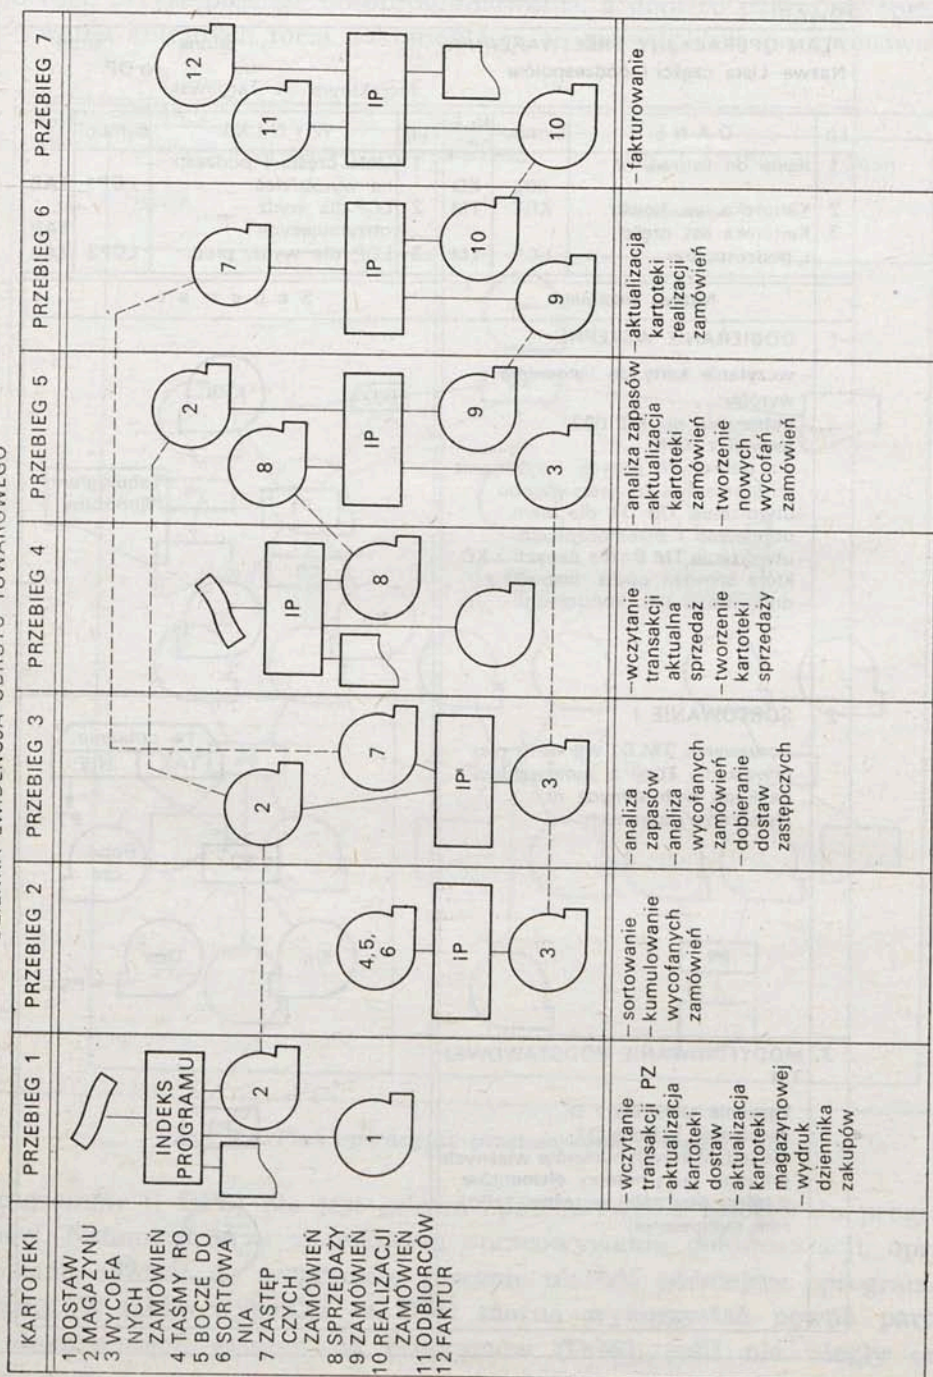 KARTOTEKI
1 DOSTAW
2 MAGAZYNU
3 WYCOFA
NYCH
ZAMÓWIEŃ
4 TAŚMY RO
5 BOCZE DO
6 SORTOWA
NIA
7 ZASTĘP
CZYCH
ZAMÓWIEŃ
8 SPRZEDAŻY
9 ZAMÓWIEŃ
10 REALIZACJI
ZAMÓWIEŃ
11 ODBIORCÓW
12 FAKTUR
PRZEBIEG 1
INDEKS
PROGRAMU
2
1
– wczytanie
transakcji PZ
– aktualizacja
kartoteki
dostaw
– aktualizacja
kartoteki
magazynowej
– wydruk
dziennika
zakupów
PRZEBIEG 2
4,5,
6
iP
3
– sortowanie
– kumulowanie
wycofanych
zamówień
PRZEBIEG 3
2
7
IP
3
– analiza
zapasów
– analiza
wycofanych
zamówień
– dobieranie
dostaw
zastępczych
PRZEBIEG 4
IP
8
– wczytanie
transakcji
aktualna
sprzedaż
– tworzenie
kartoteki
sprzedaży
PRZEBIEG 5
2
8
IP
9
3
– analiza zapasów
– aktualizacja
kartoteki
zamówień
– tworzenie
nowych
wycofań
zamówień
PRZEBIEG 6
7
IP
10
9
– aktualizacja
kartoteki
realizacji
zamówień
PRZEBIEG 7
12
11
IP
10
– fakturowanie